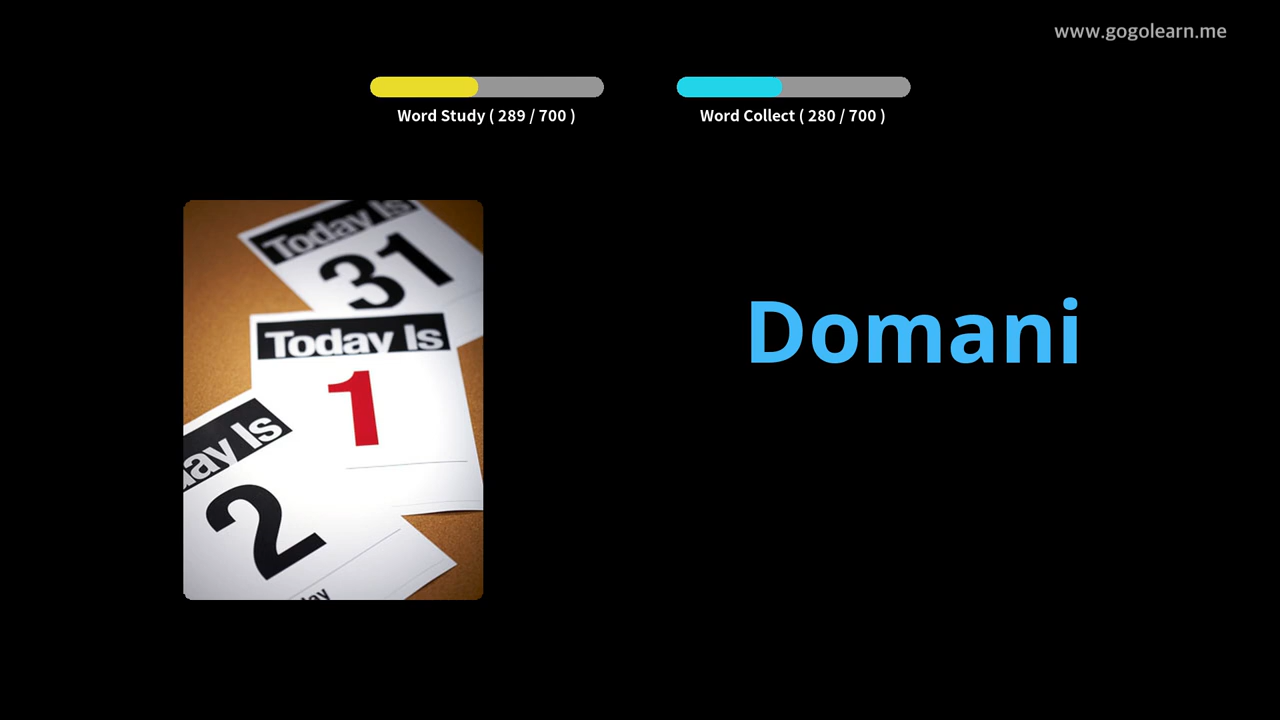 www.gogolearn.me
Word Study ( 289 / 700 )
Word Collect ( 280 / 700 )
Today Is
31
Today Is
1
Domani
day Is
2